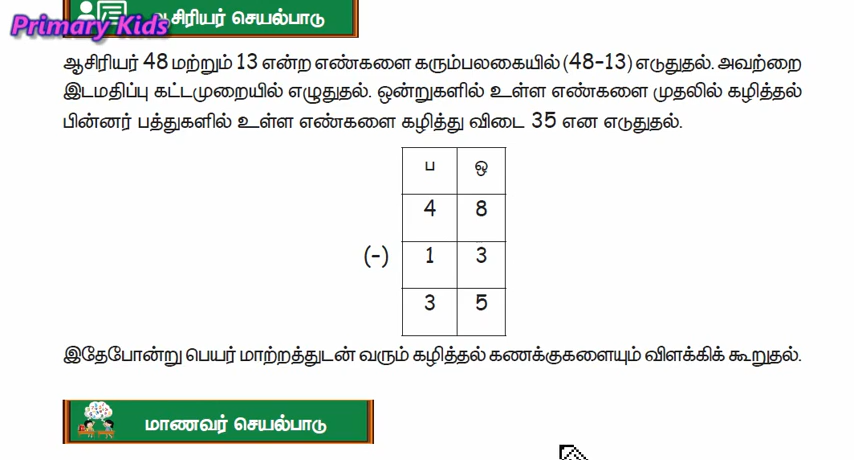 Primary Kids
ஆசிரியர் செயல்பாடு
ஆசிரியர் 48 மற்றும் 13 என்ற எண்களை கரும்பலகையில் (48-13) எடுதுதல். அவற்றை
இடமதிப்பு கட்டமுறையில் எழுதுதல். ஒன்றுகளில் உள்ள எண்களை முதலில் கழித்தல்
பின்னர் பத்துகளில் உள்ள எண்களை கழித்து விடை 35 என எடுதுதல்.
ப ஒ
4 8
(-) 1 3
3 5
இதேபோன்று பெயர் மாற்றத்துடன் வரும் கழித்தல் கணக்குகளையும் விளக்கிக் கூறுதல்.
மாணவர் செயல்பாடு